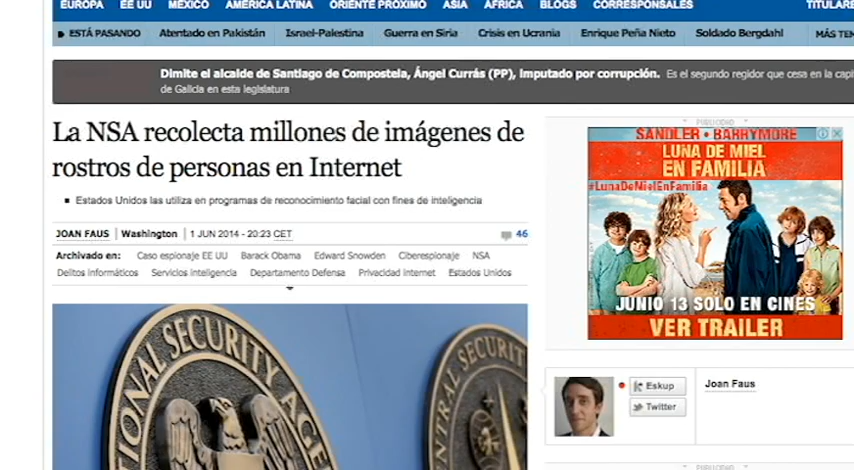 EUROPA EE UU MÉXICO AMÉRICA LATINA ORIENTE PRÓXIMO ASIA ÁFRICA BLOGS CORRESPONSALES TITULARE
ESTÁ PASANDO Atentado en Pakistán Israel-Palestina Guerra en Siria Crisis en Ucrania Enrique Peña Nieto Soldado Bergdahl MÁS TEM
Dimite el alcalde de Santiago de Compostela, Ángel Currás (PP), imputado por corrupción. Es el segundo regidor que cesa en la capi
de Galicia en esta legislatura
La NSA recolecta millones de imágenes de
rostros de personas en Internet
Estados Unidos las utiliza en programas de reconocimiento facial con fines de inteligencia
JOAN FAUS | Washington | 1 JUN 2014 - 20:23 CET 46
Archivado en: Caso espionaje EE UU Barack Obama Edward Snowden Ciberespionaje NSA
Delitos informáticos Servicios inteligencia Departamento Defensa Privacidad internet Estados Unidos
ONAL SECURITY AGE
NTRAL SECURITY
PUBLICIDAD
SANDLER • BARRYMORE
LUNA DE MIEL
EN FAMILIA
#LunaDeMielEnFamilia
JUNIO 13 SOLO EN CINES
VER TRAILER
Eskup
Twitter
Joan Faus
PUBLICIDAD